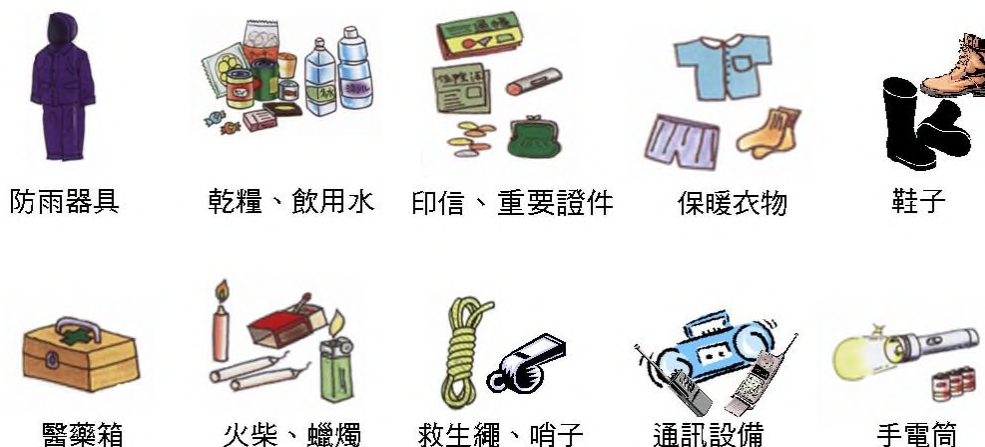 防雨器具
乾糧、飲用水
印信、重要證件
保暖衣物
鞋子
醫藥箱
火柴、蠟燭
救生繩、哨子
通訊設備
手電筒